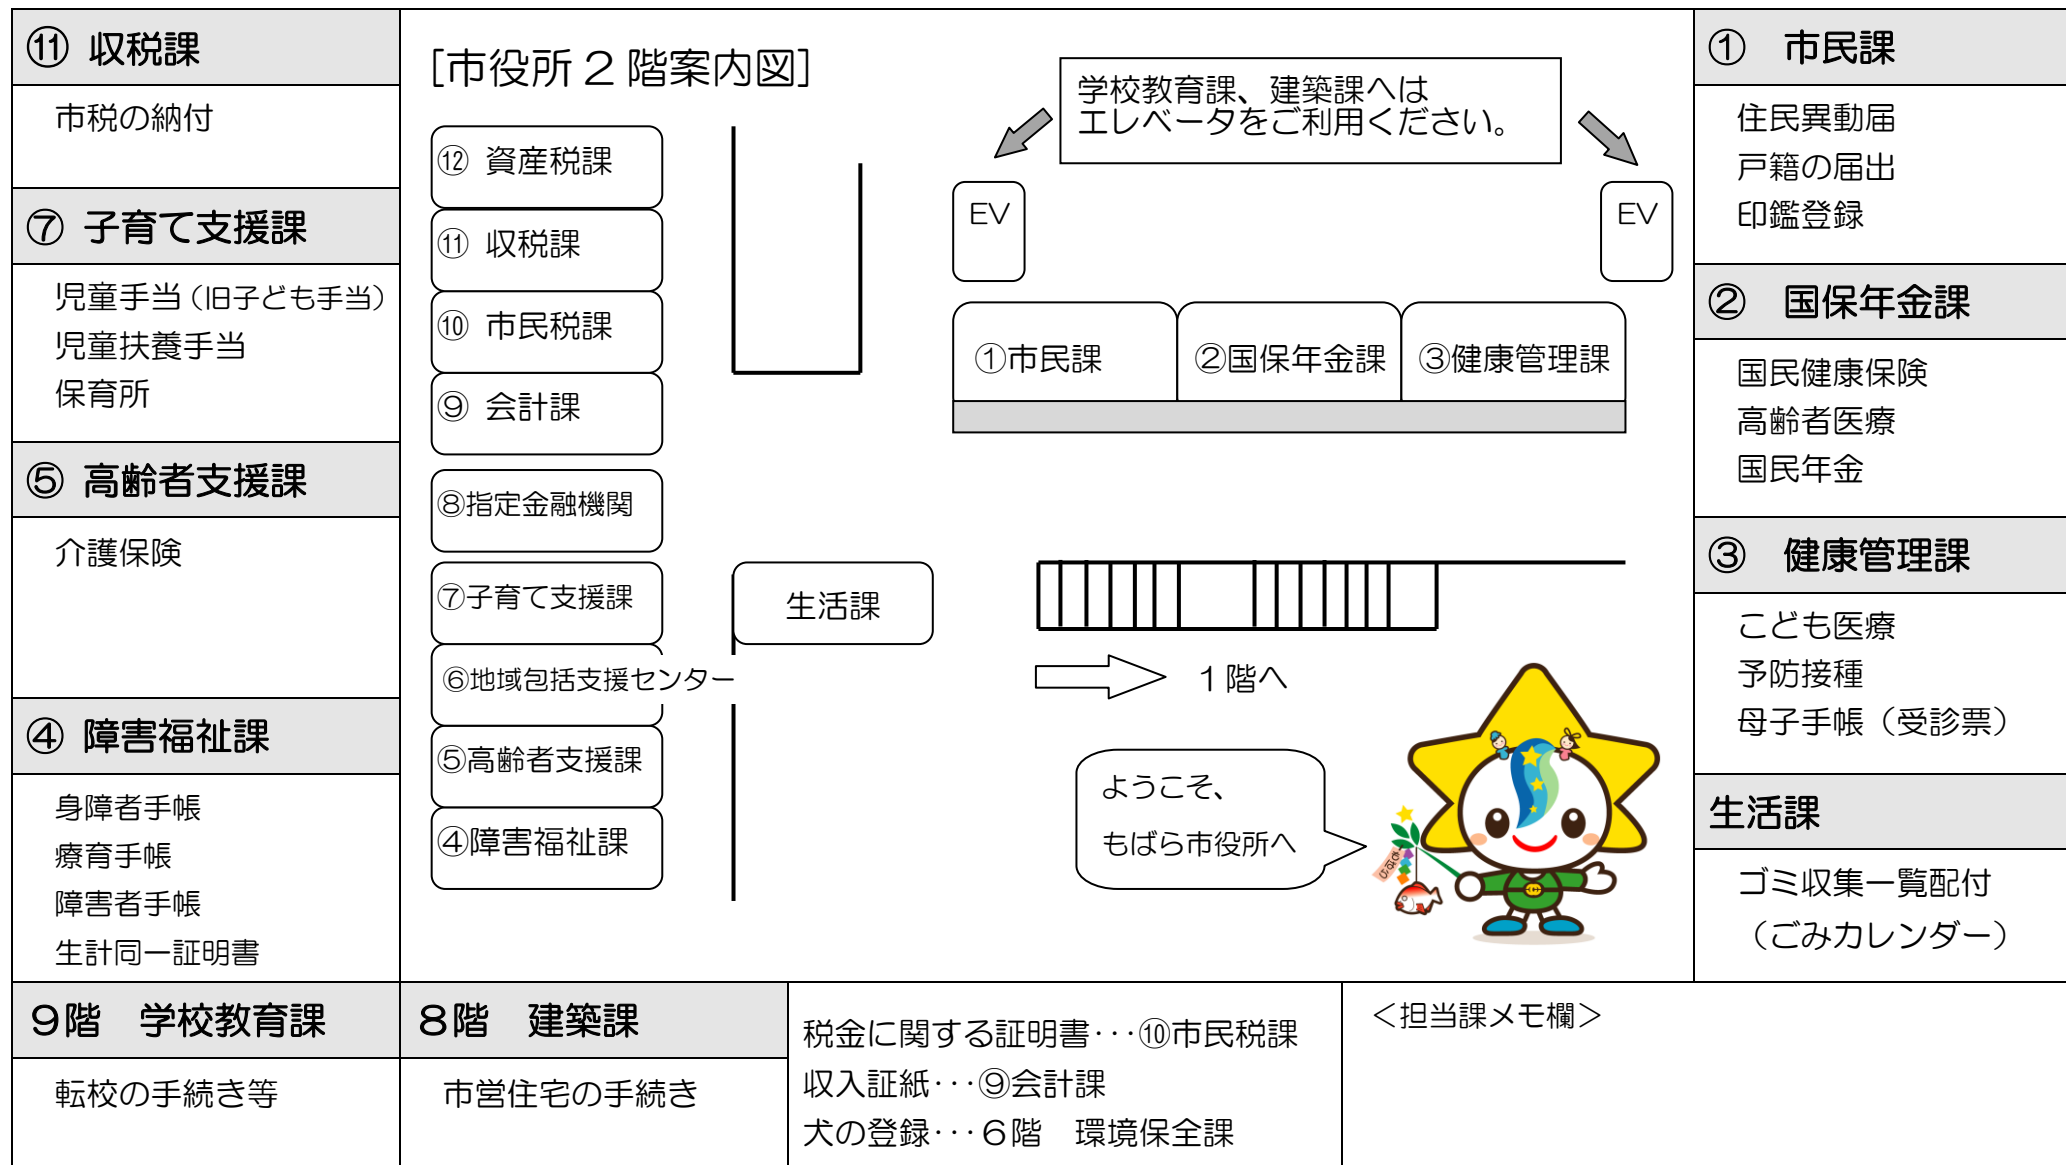 ⑪ 収税課
市税の納付
⑦ 子育て支援課
児童手当（旧子ども手当）
児童扶養手当
保育所
⑤ 高齢者支援課
介護保険
④ 障害福祉課
身障者手帳
療育手帳
障害者手帳
生計同一証明書
[市役所２階案内図]
学校教育課、建築課へは
エレベータをご利用ください。
EV
EV
⑫ 資産税課
⑪ 収税課
⑩ 市民税課
⑨ 会計課
⑧指定金融機関
⑦子育て支援課
⑥地域包括支援センター
⑤高齢者支援課
④障害福祉課
①市民課
②国保年金課
③健康管理課
生活課
１階へ
ようこそ、
もばら市役所へ
① 市民課
住民異動届
戸籍の届出
印鑑登録
② 国保年金課
国民健康保険
高齢者医療
国民年金
③ 健康管理課
こども医療
予防接種
母子手帳（受診票）
生活課
ゴミ収集一覧配付
（ごみカレンダー）
９階 学校教育課
転校の手続き等
８階 建築課
市営住宅の手続き
税金に関する証明書･･･⑩市民税課
収入証紙･･･⑨会計課
犬の登録･･･６階 環境保全課
＜担当課メモ欄＞